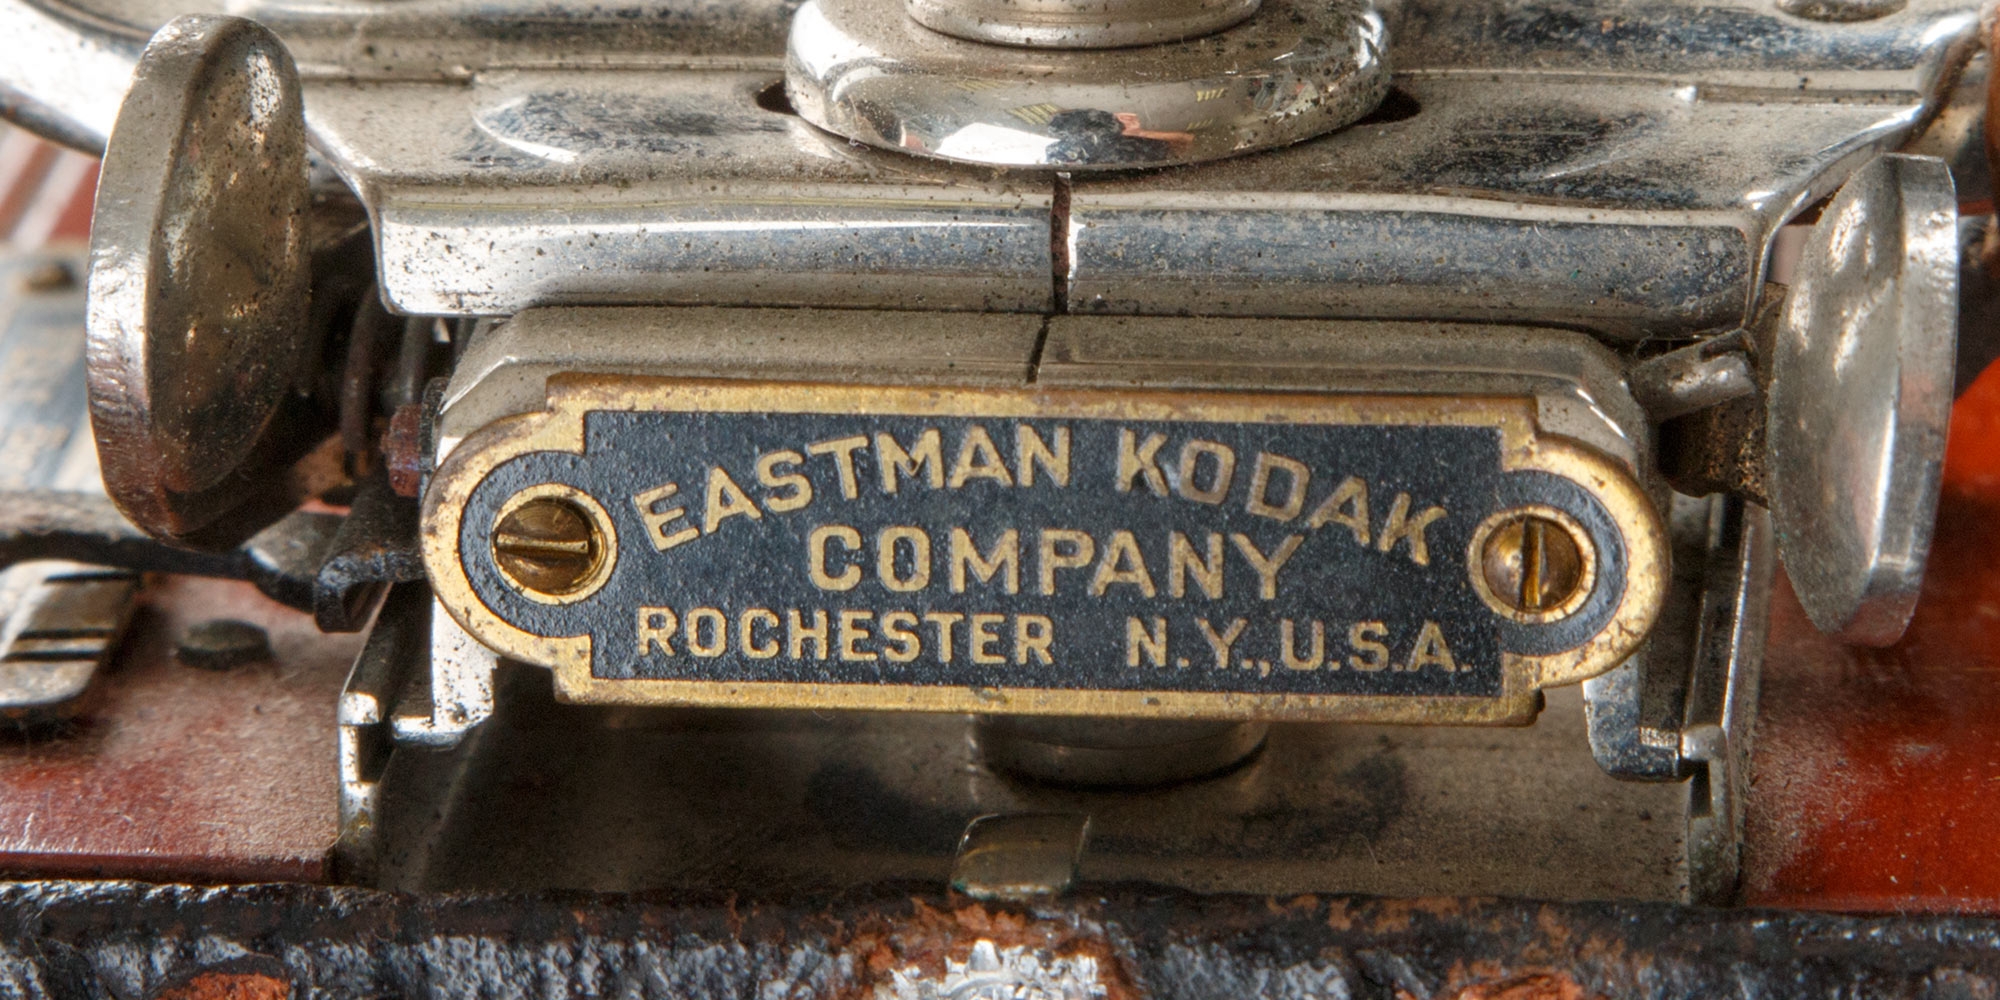 EASTMAN KODAK
COMPANY
ROCHESTER N.Y., U.S.A.